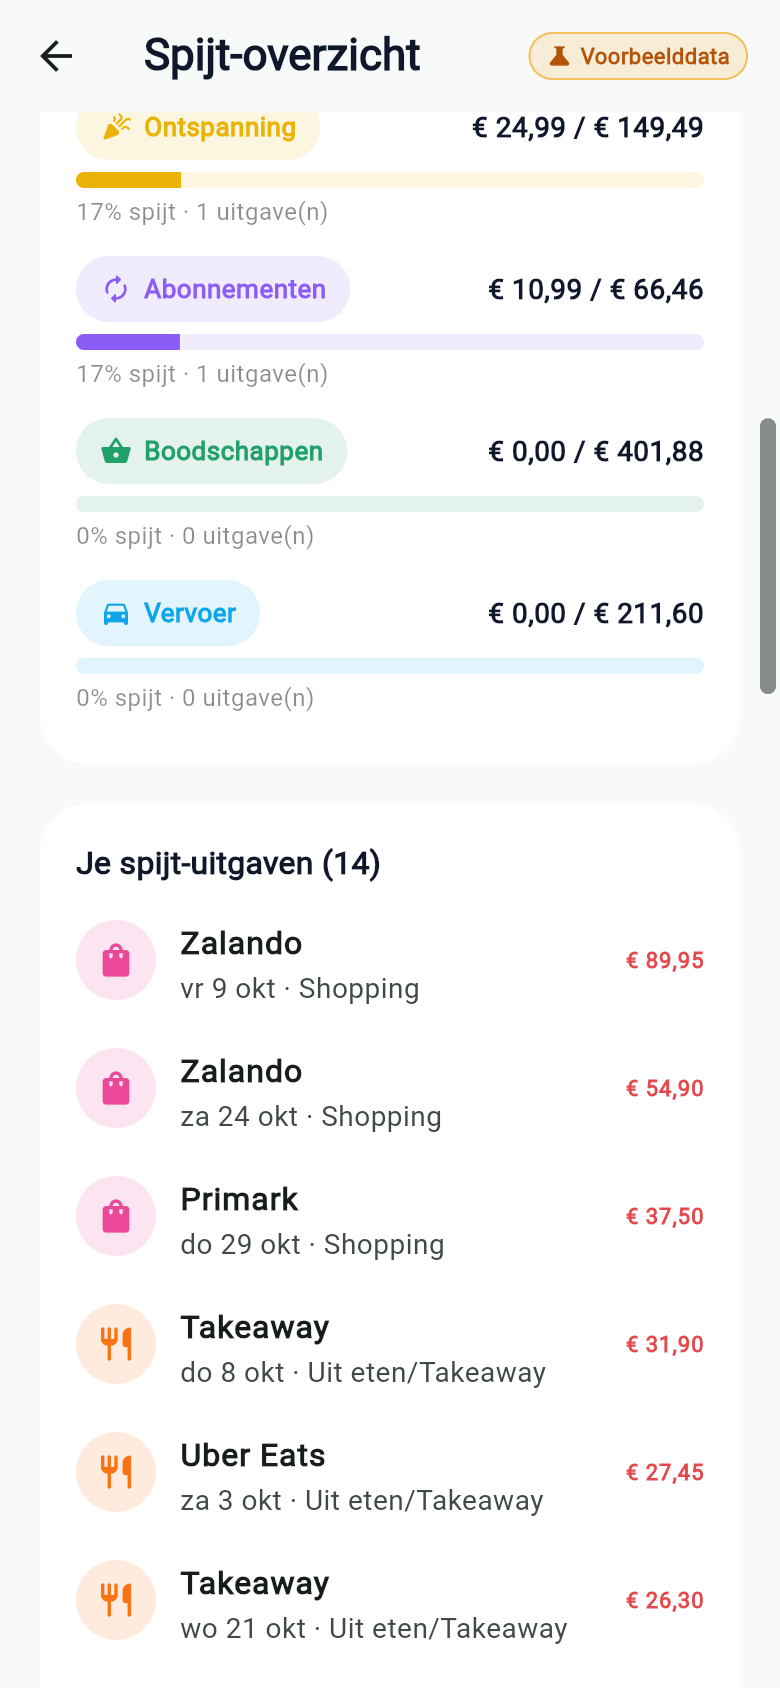 Spijt-overzicht
Voorbeelddata
Ontspanning
€ 24,99 / € 149,49
17% spijt · 1 uitgave(n)
Abonnementen
€ 10,99 / € 66,46
17% spijt · 1 uitgave(n)
Boodschappen
€ 0,00 / € 401,88
0% spijt · 0 uitgave(n)
Vervoer
€ 0,00 / € 211,60
0% spijt · 0 uitgave(n)
Je spijt-uitgaven (14)
Zalando
€ 89,95
vr 9 okt · Shopping
Zalando
€ 54,90
za 24 okt · Shopping
Primark
€ 37,50
do 29 okt · Shopping
Takeaway
€ 31,90
do 8 okt · Uit eten/Takeaway
Uber Eats
€ 27,45
za 3 okt · Uit eten/Takeaway
Takeaway
€ 26,30
wo 21 okt · Uit eten/Takeaway